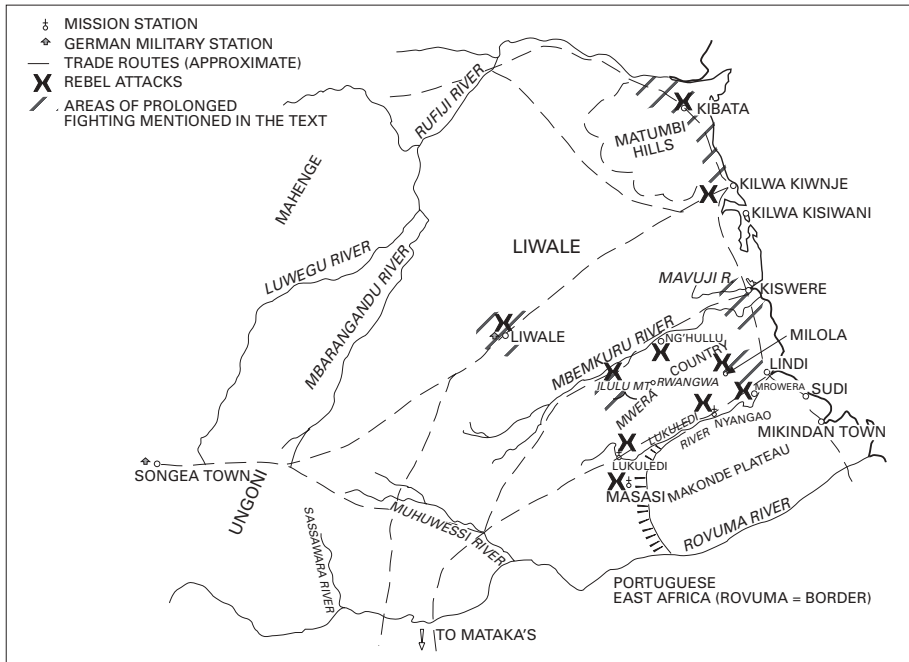 MISSION STATION
GERMAN MILITARY STATION
TRADE ROUTES (APPROXIMATE)
REBEL ATTACKS
AREAS OF PROLONGED
FIGHTING MENTIONED IN THE TEXT
RUFIJI RIVER
KIBATA
MATUMBI
HILLS
MAHENGE
KILWA KIWNJE
KILWA KISIWANI
LIWALE
LUWEGU RIVER
MBARANGANDU RIVER
MAVUJI R.
KISWERE
LIWALE
MBEMKURU RIVER
NG'HULLU
MILOLA
COUNTRY
LINDI
ILULU MT.
RWANGWA
MROWERA
SUDI
MWERA
LUKULEDI
RIVER
NYANGAO
MIKINDAN TOWN
LUKULEDI
SONGEA TOWN
MASASI
MAKONDE PLATEAU
UNGONI
MUHUWESSI RIVER
ROVUMA RIVER
SASSAWARA RIVER
PORTUGUESE
EAST AFRICA (ROVUMA = BORDER)
TO MATAKA'S